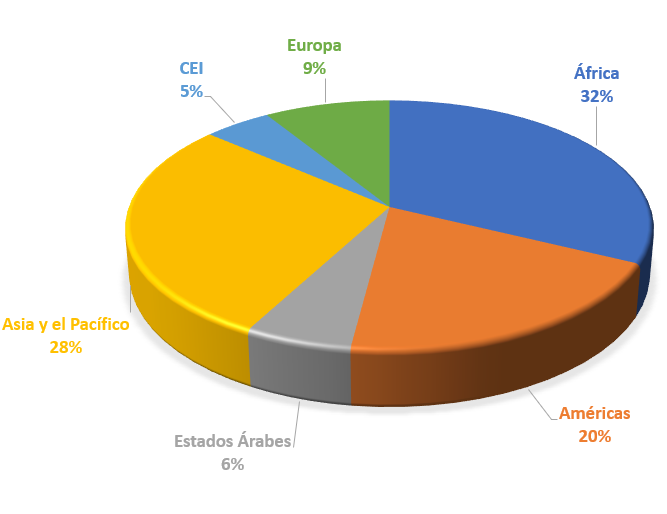 Europa
9%
CEI
5%
África
32%
Asia y el Pacífico
28%
Américas
20%
Estados Árabes
6%